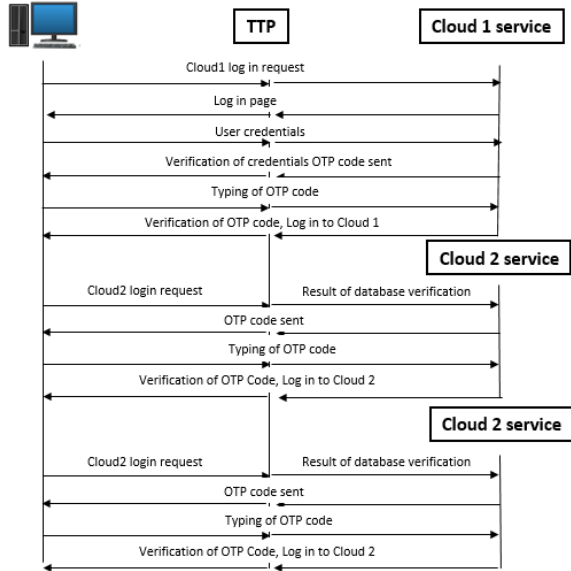 TTP
Cloud 1 service
Cloud1 log in request
Log in page
User credentials
Verification of credentials OTP code sent
Typing of OTP code
Verification of OTP code, Log in to Cloud 1
Cloud 2 service
Cloud2 login request
Result of database verification
OTP code sent
Typing of OTP code
Verification of OTP Code, Log in to Cloud 2
Cloud 2 service
Cloud2 login request
Result of database verification
OTP code sent
Typing of OTP code
Verification of OTP Code, Log in to Cloud 2